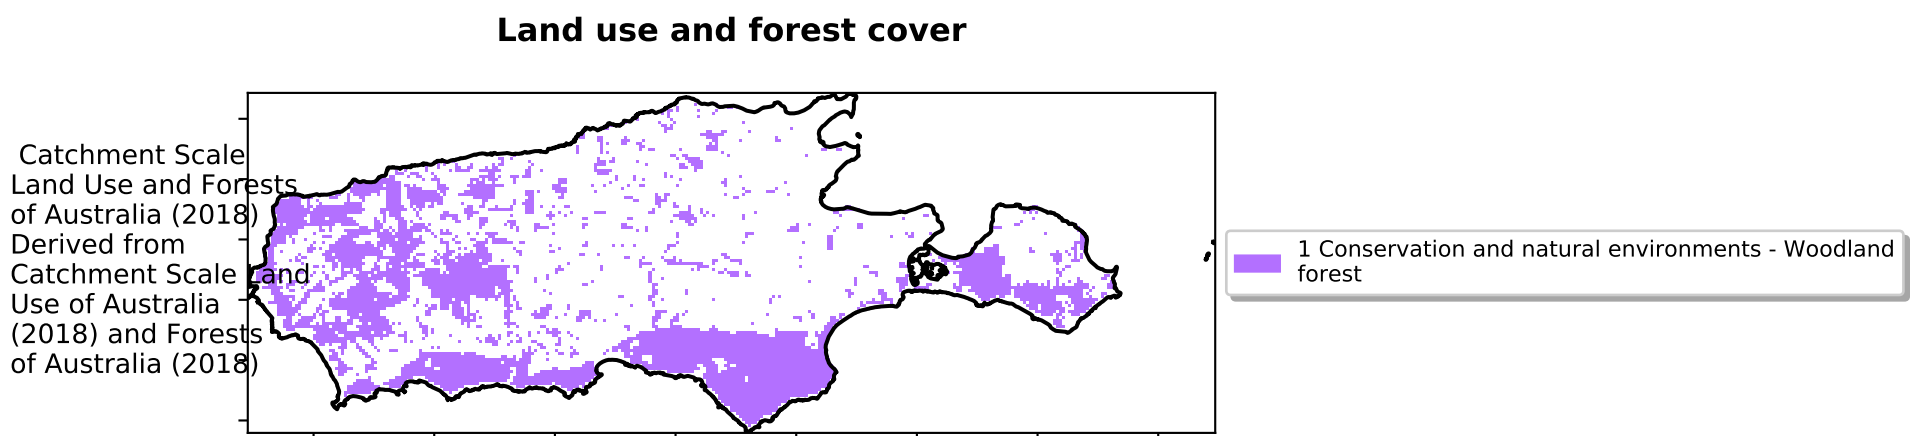 Land use and forest cover
Catchment Scale
Land Use and Forests
of Australia (2018)
Derived from
Catchment Scale Land
Use of Australia
(2018) and Forests
of Australia (2018)
1 Conservation and natural environments - Woodland
forest